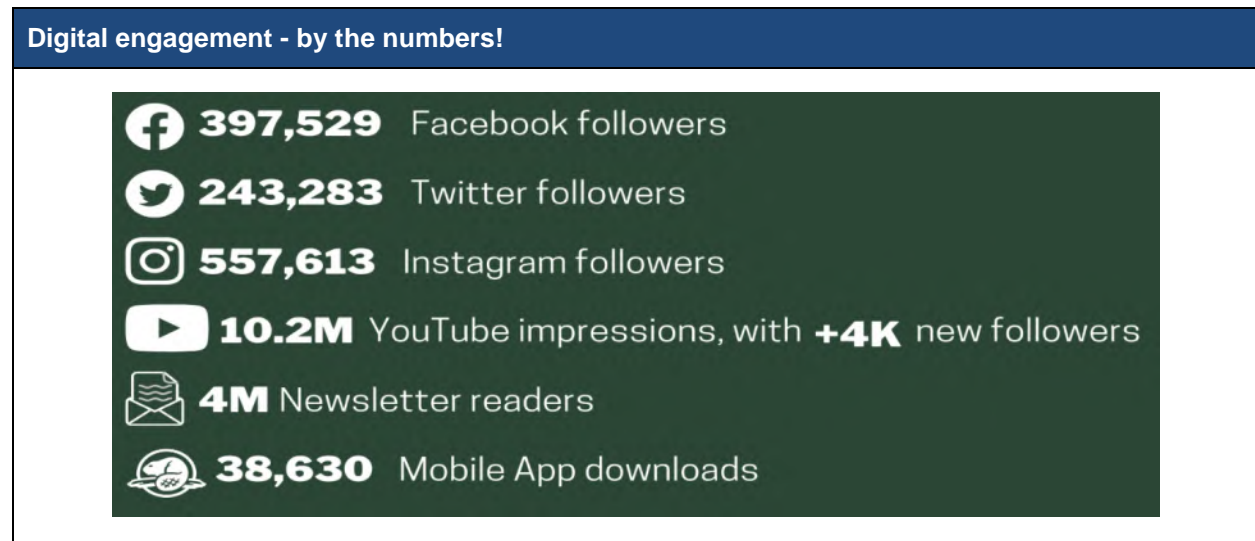 Digital engagement - by the numbers!
397,529 Facebook followers
243,283 Twitter followers
557,613 Instagram followers
10.2M YouTube impressions, with +4K new followers
4M Newsletter readers
38,630 Mobile App downloads